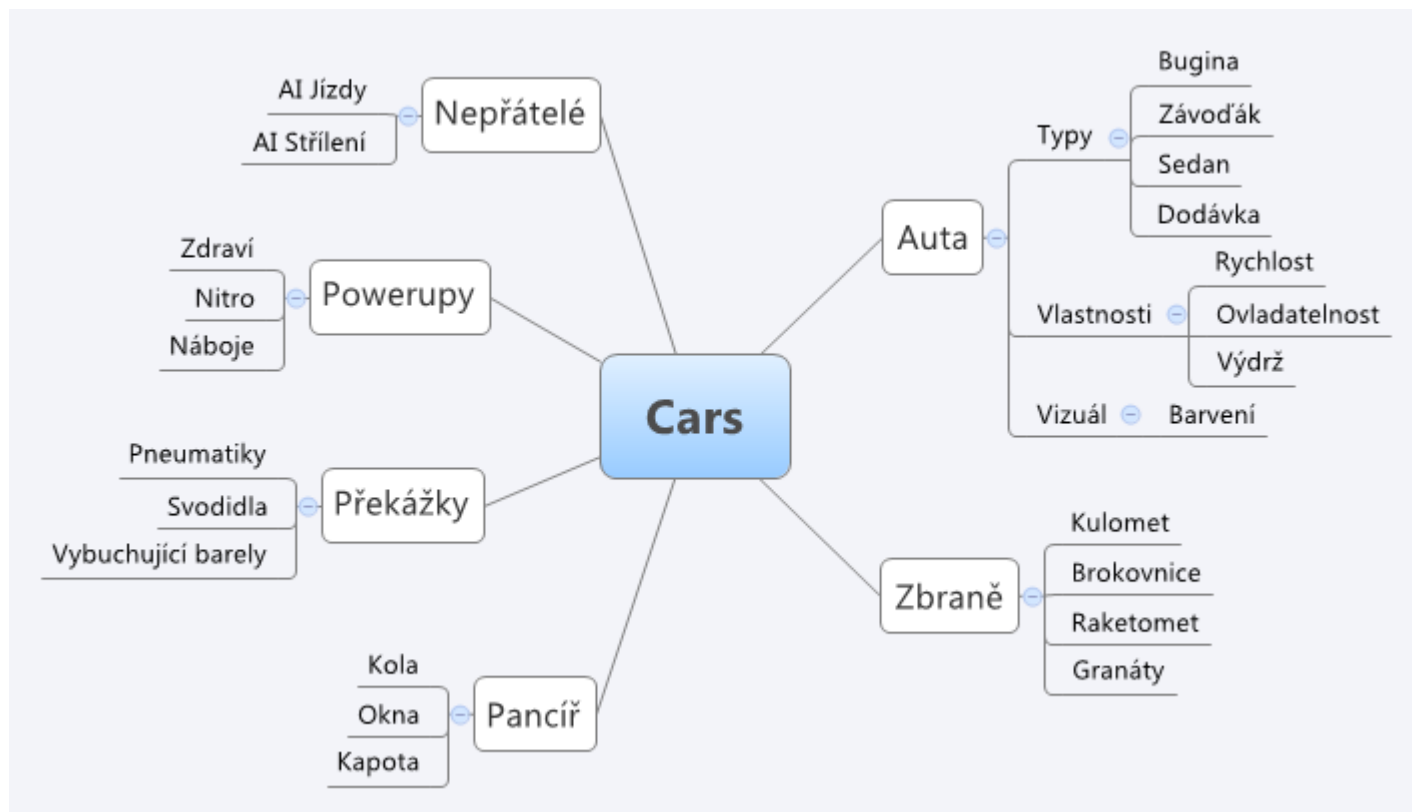 Cars
Nepřátelé
AI Jízdy
AI Střílení
Powerupy
Zdraví
Nitro
Náboje
Překážky
Pneumatiky
Svodidla
Vybuchující barely
Pancíř
Kola
Okna
Kapota
Auta
Typy
Bugina
Závoďák
Sedan
Dodávka
Vlastnosti
Rychlost
Ovladatelnost
Výdrž
Vizuál
Barvení
Zbraně
Kulomet
Brokovnice
Raketomet
Granáty